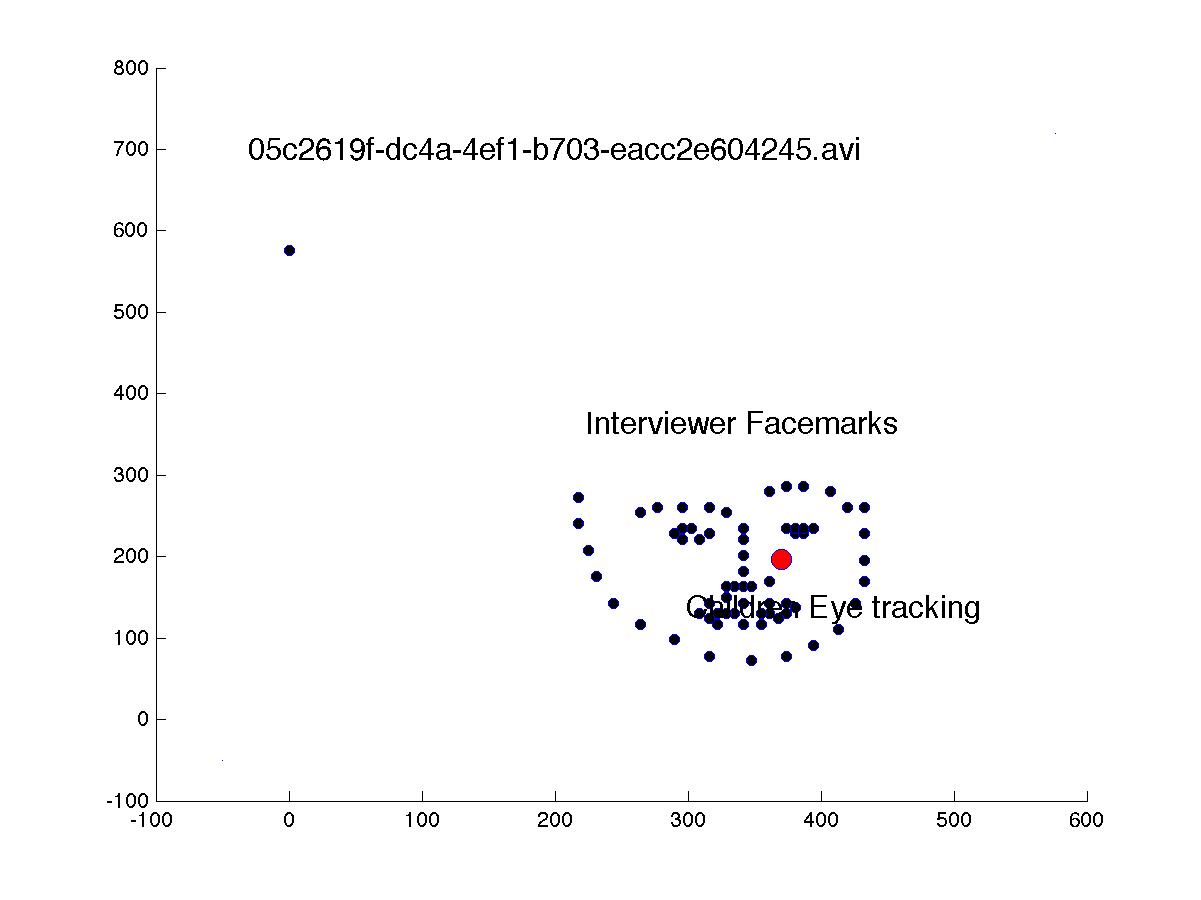 800
05c2619f-dc4a-4ef1-b703-eacc2e604245.avi
700
600
500
400
Interviewer Facemarks
300
200
Children Eye tracking
100
0
-100
-100 0 100 200 300 400 500 600